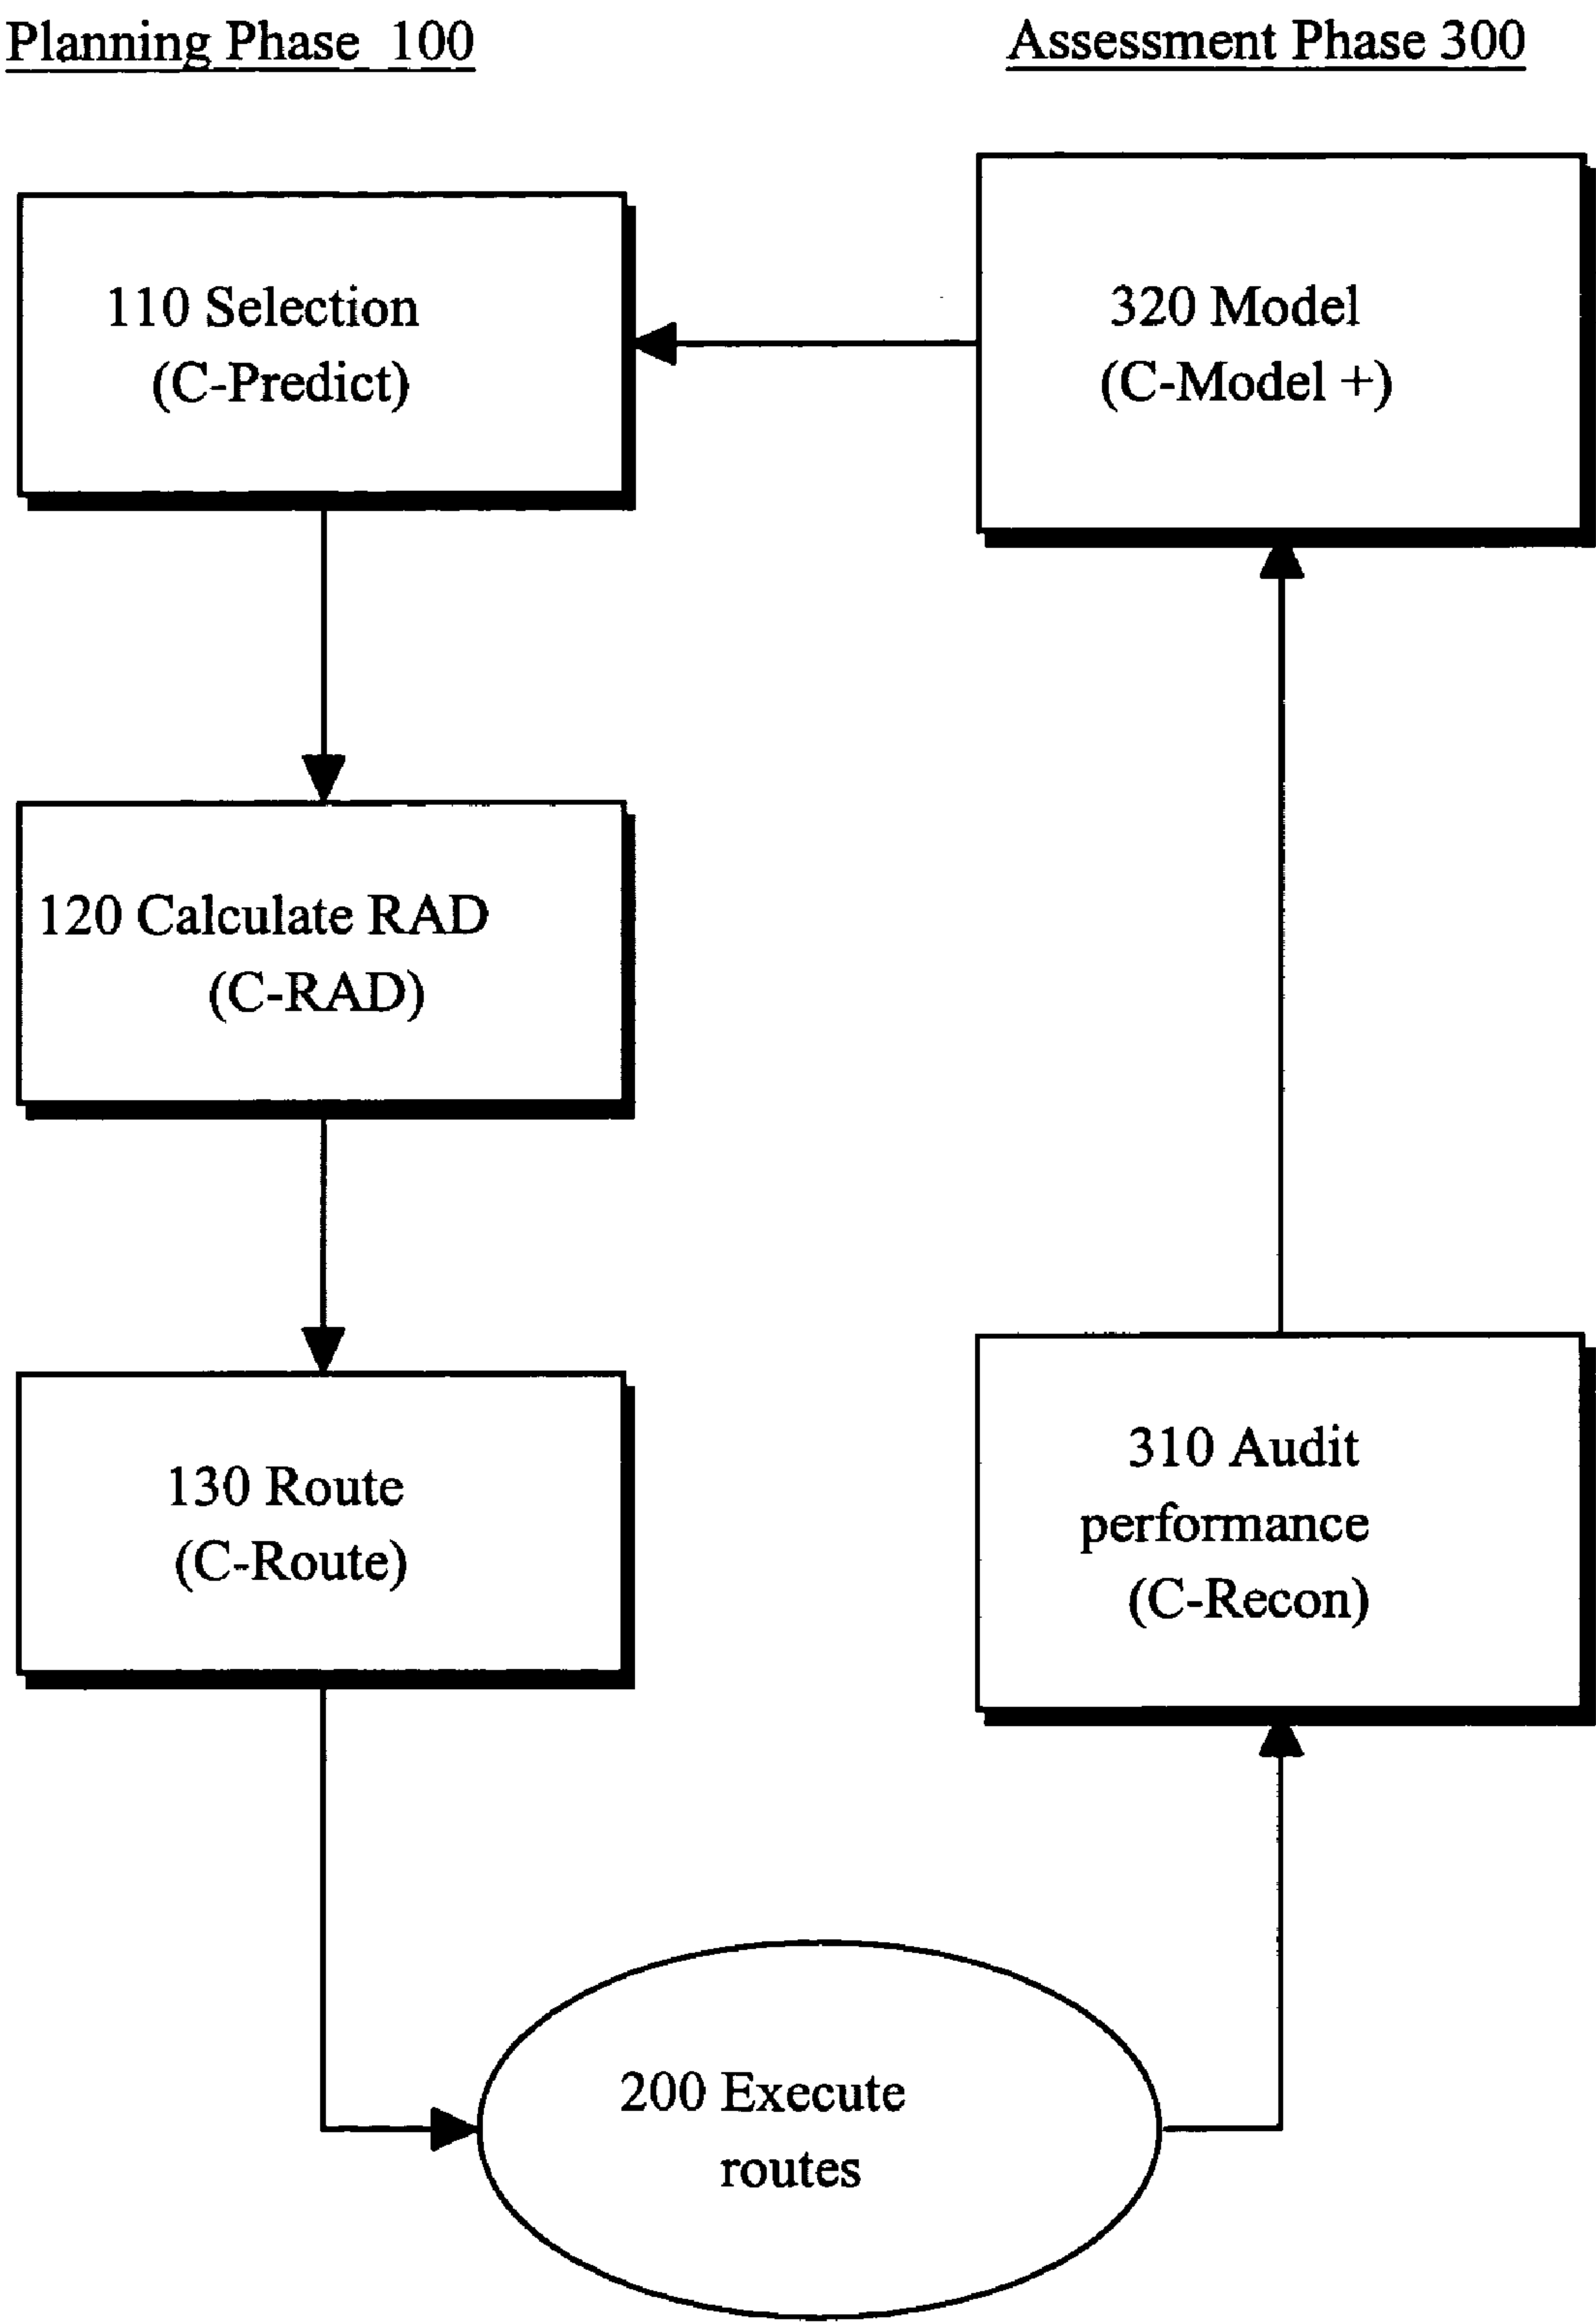 Planning Phase 100
Assessment Phase 300
110 Selection
(C-Predict)
320 Model
(C-Model +)
120 Calculate RAD
(C-RAD)
130 Route
(C-Route)
310 Audit
performance
(C-Recon)
200 Execute
routes